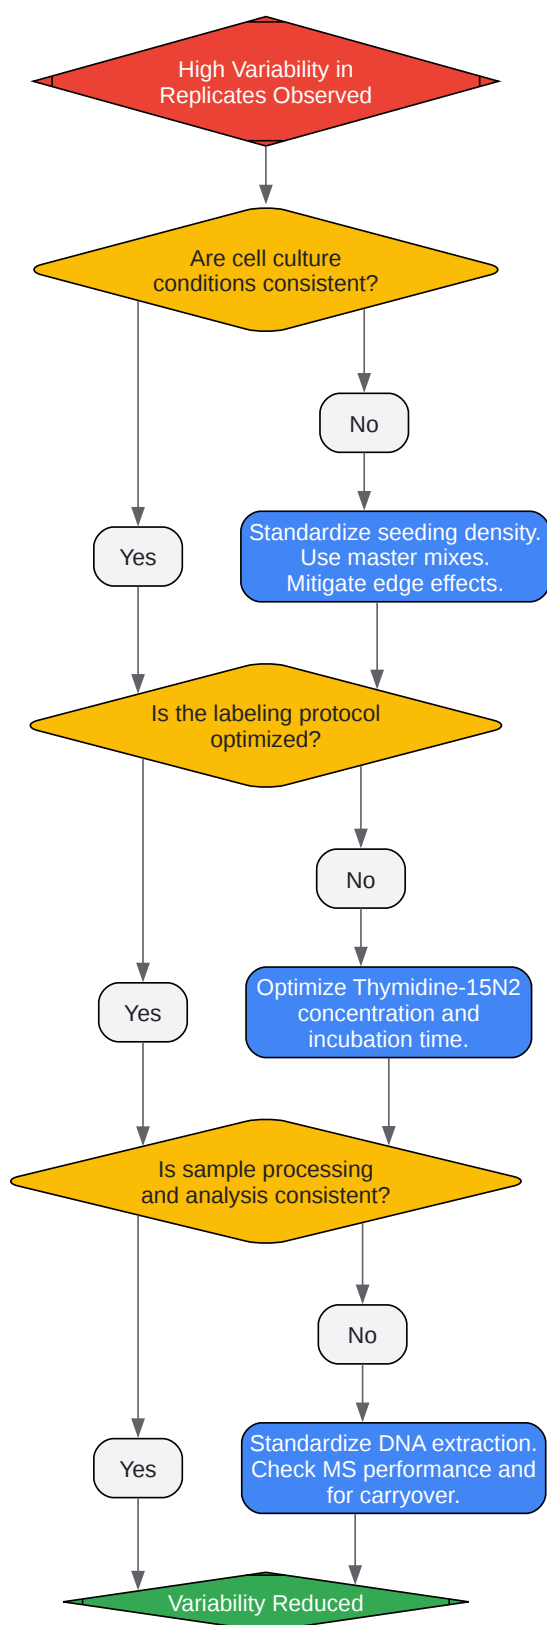 High Variability in
Replicates Observed
Are cell culture
conditions consistent?
No
Standardize seeding density.
Use master mixes.
Mitigate edge effects.
Yes
Is the labeling protocol
optimized?
No
Optimize Thymidine-15N2
concentration and
incubation time.
Yes
Is sample processing
and analysis consistent?
No
Standardize DNA extraction.
Check MS performance and
for carryover.
Yes
Variability Reduced